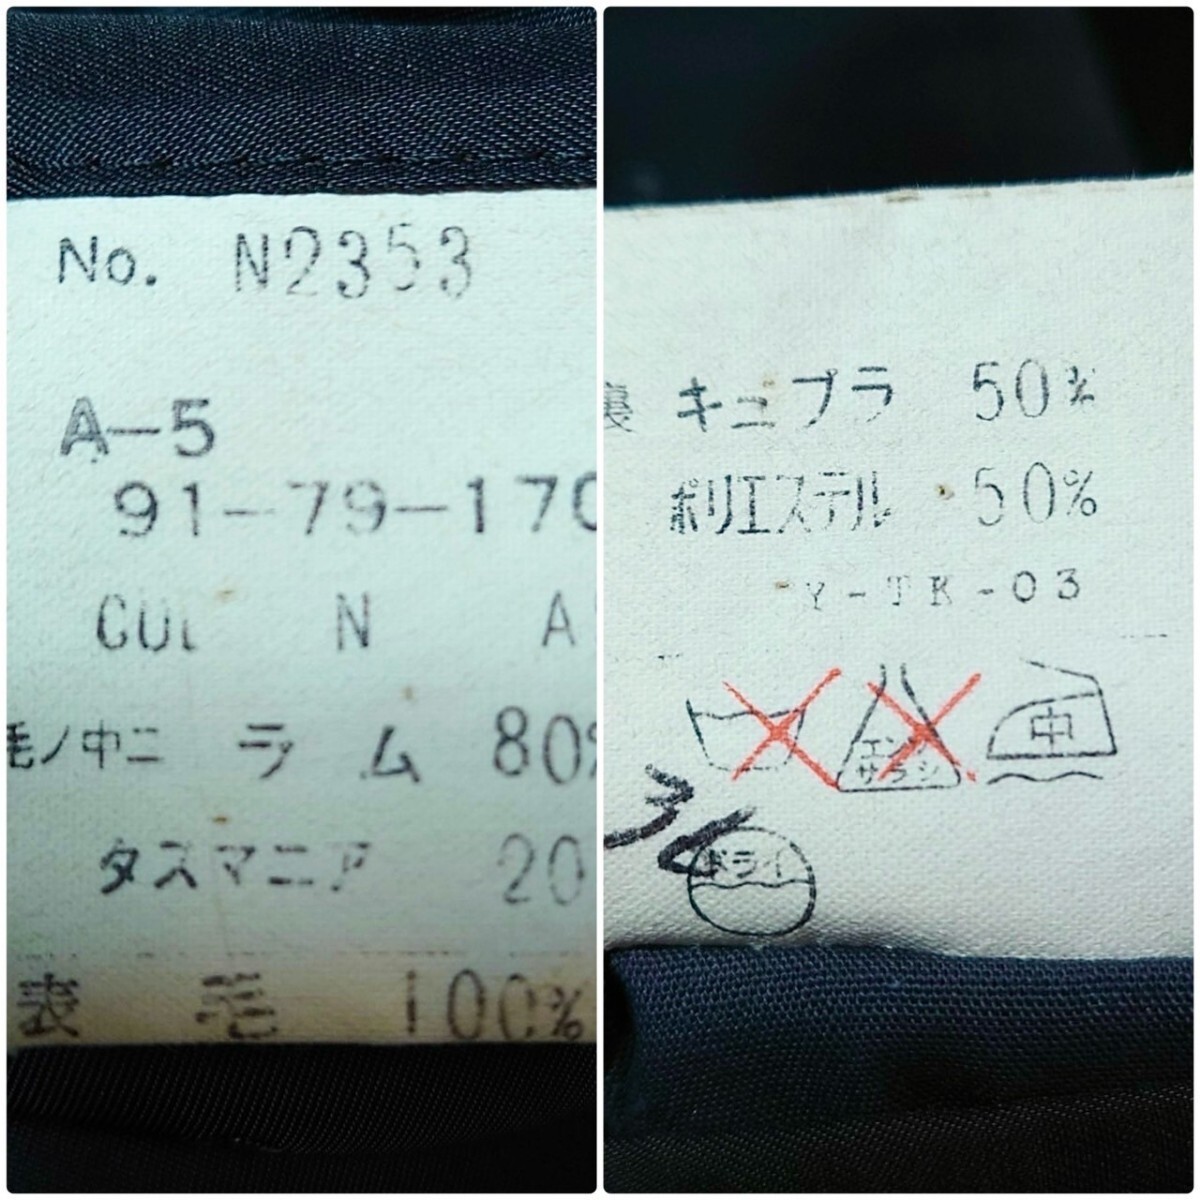 No. N2353
A-5
91-79-170
COL N A
毛ノ中ニ ラム 80%
タスマニア 20
表 毛 100%
裏 キュプラ 50%
ポリエステル 50%
Y-TK-03
エンソ
サラシ
中
ドライ